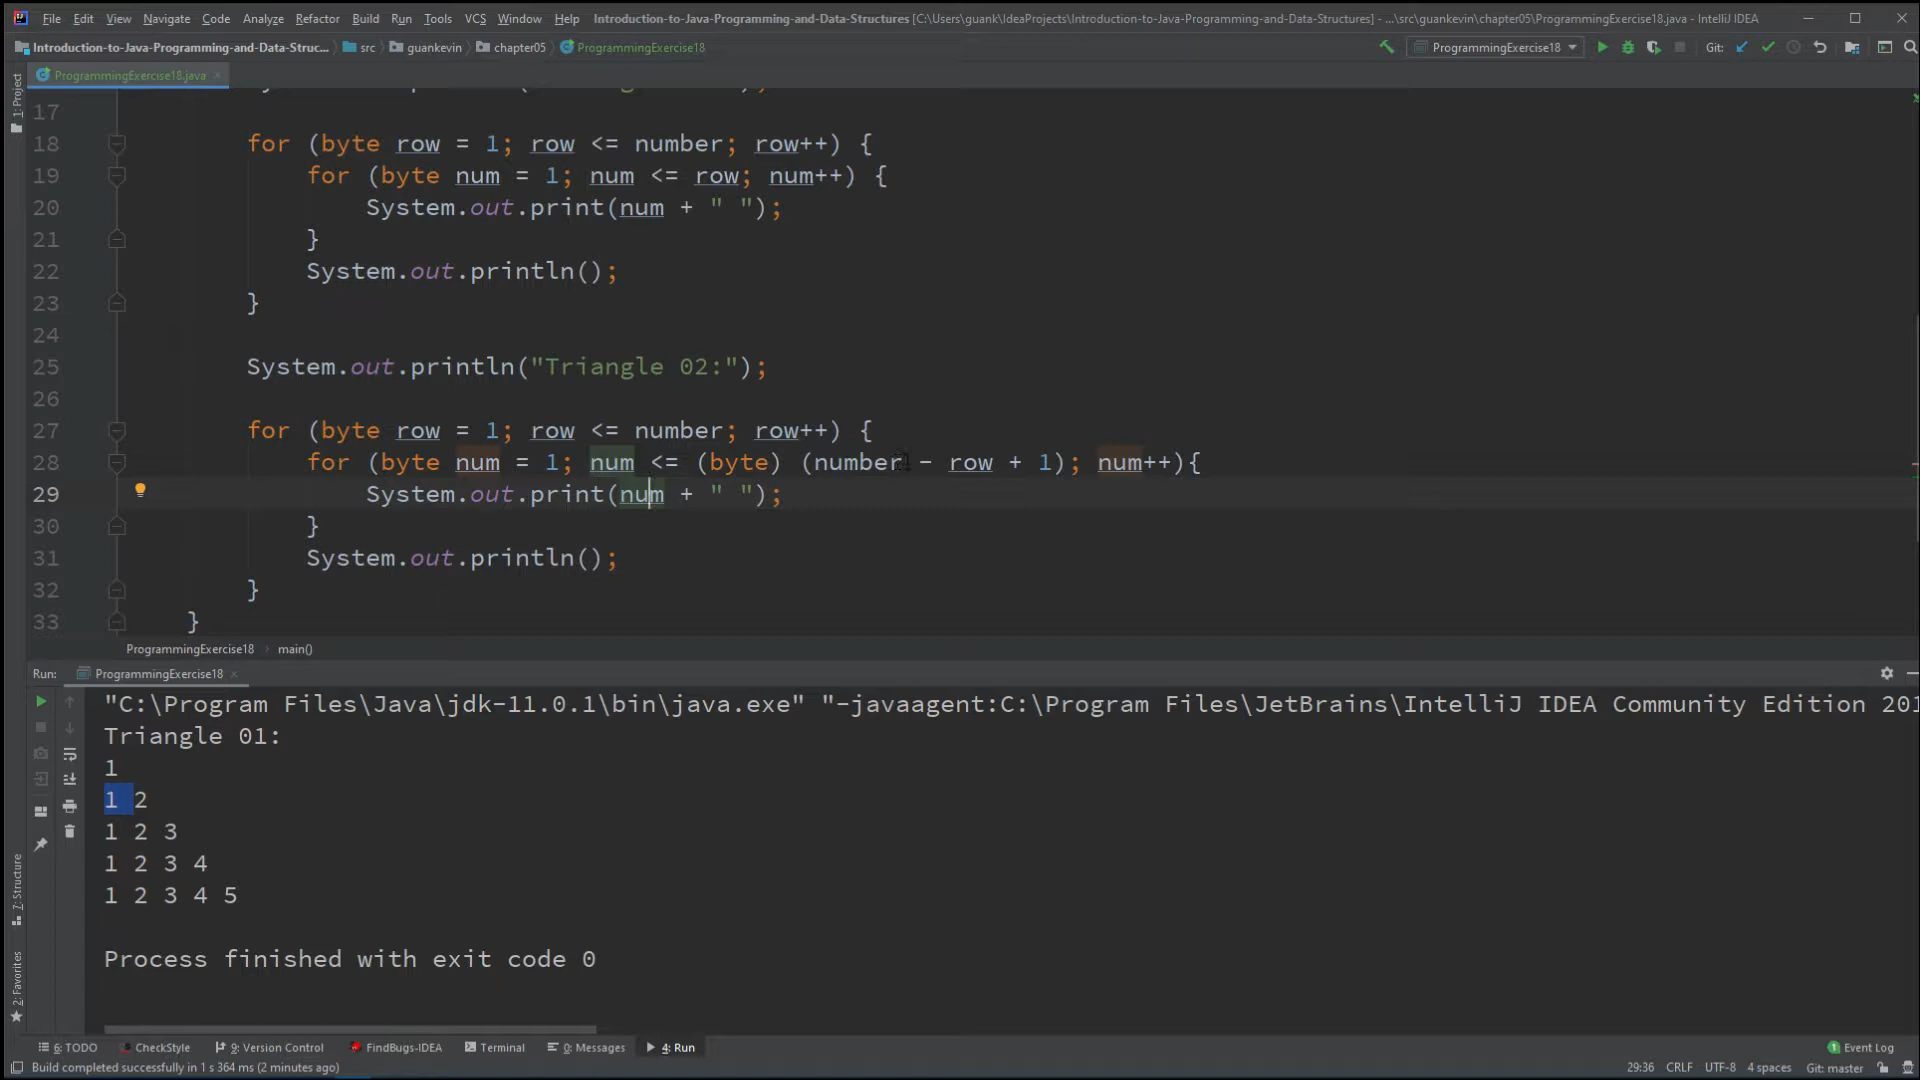 File Edit View Navigate Code Analyze Refactor Build Run Tools VCS Window Help Introduction-to-Java-Programming-and-Data-Structures [C:\Users\guank\IdeaProjects\Introduction-to-Java-Programming-and-Data-Structures] - ...\src\guankevin\chapter05\ProgrammingExercise18.java - IntelliJ IDEA
Introduction-to-Java-Programming-and-Data-Struc... src guankevin chapter05 ProgrammingExercise18 ProgrammingExercise18 Git:
1: Project
ProgrammingExercise18.java
17
18 for (byte row = 1; row <= number; row++) {
19 for (byte num = 1; num <= row; num++) {
20 System.out.print(num + " ");
21 }
22 System.out.println();
23 }
24
25 System.out.println("Triangle 02:");
26
27 for (byte row = 1; row <= number; row++) {
28 for (byte num = 1; num <= (byte) (number - row + 1); num++){
29 System.out.print(num + " ");
30 }
31 System.out.println();
32 }
33 }
ProgrammingExercise18 main()
Run: ProgrammingExercise18
"C:\Program Files\Java\jdk-11.0.1\bin\java.exe" "-javaagent:C:\Program Files\JetBrains\IntelliJ IDEA Community Edition 201
Triangle 01:
1
1 2
1 2 3
1 2 3 4
1 2 3 4 5
Process finished with exit code 0
7: Structure
2: Favorites
6: TODO CheckStyle 9: Version Control FindBugs-IDEA Terminal 0: Messages 4: Run 1 Event Log
Build completed successfully in 1 s 364 ms (2 minutes ago) 29:36 CRLF UTF-8 4 spaces Git: master